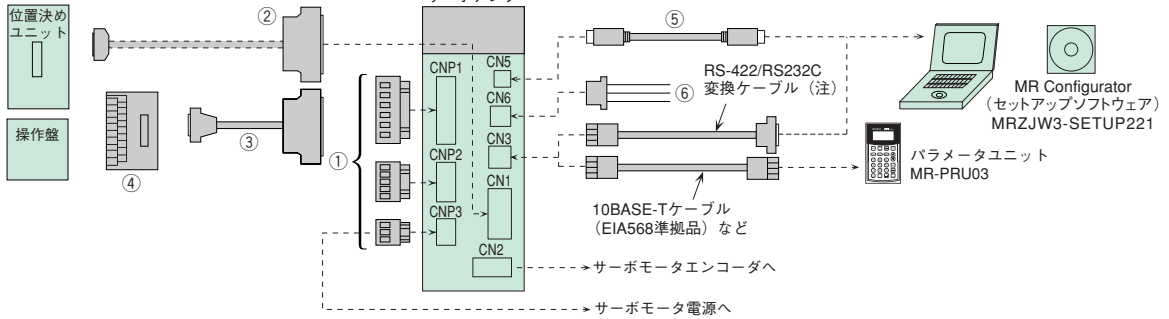 位置決め
ユニット
②
⑤
CNP1
CN5
RS-422/RS232C
変換ケーブル（注）
MR Configurator
（セットアップソフトウェア）
MRZJW3-SETUP221
CN6
⑥
操作盤
③
④
①
CNP2
CN3
パラメータユニット
MR-PRU03
CN1
10BASE-Tケーブル
（EIA568準拠品）など
CNP3
CN2
サーボモータエンコーダへ
サーボモータ電源へ